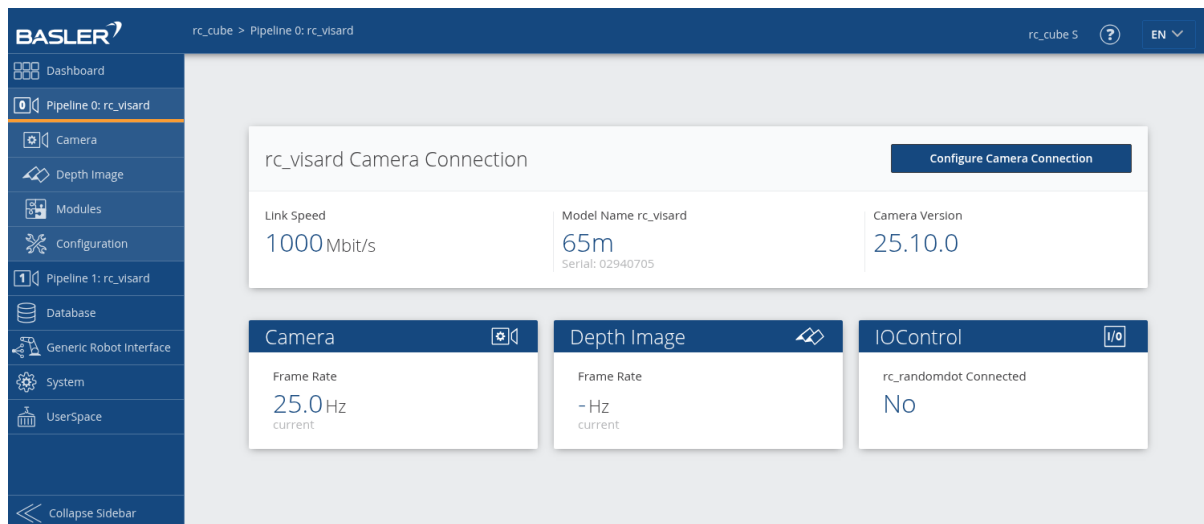 BASLER
rc_cube > Pipeline 0: rc_visard
rc_cube S
?
EN
Dashboard
0 Pipeline 0: rc_visard
Camera
Depth Image
Modules
Configuration
1 Pipeline 1: rc_visard
Database
Generic Robot Interface
System
UserSpace
Collapse Sidebar
rc_visard Camera Connection
Configure Camera Connection
Link Speed
1000 Mbit/s
Model Name rc_visard
65m
Serial: 02940705
Camera Version
25.10.0
Camera
Frame Rate
25.0 Hz
current
Depth Image
Frame Rate
- Hz
current
IOControl
I/O
rc_randomdot Connected
No